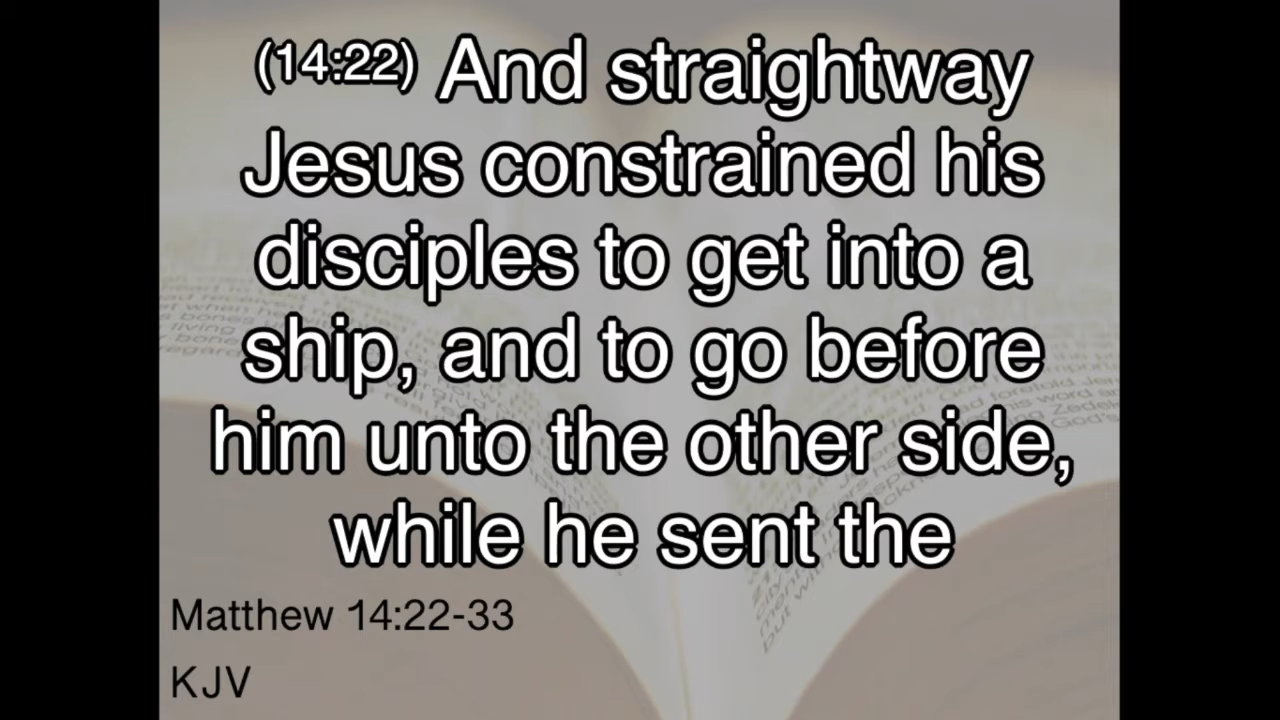 (14:22) And straightway
Jesus constrained his
disciples to get into a
ship, and to go before
him unto the other side,
while he sent the
Matthew 14:22-33
KJV